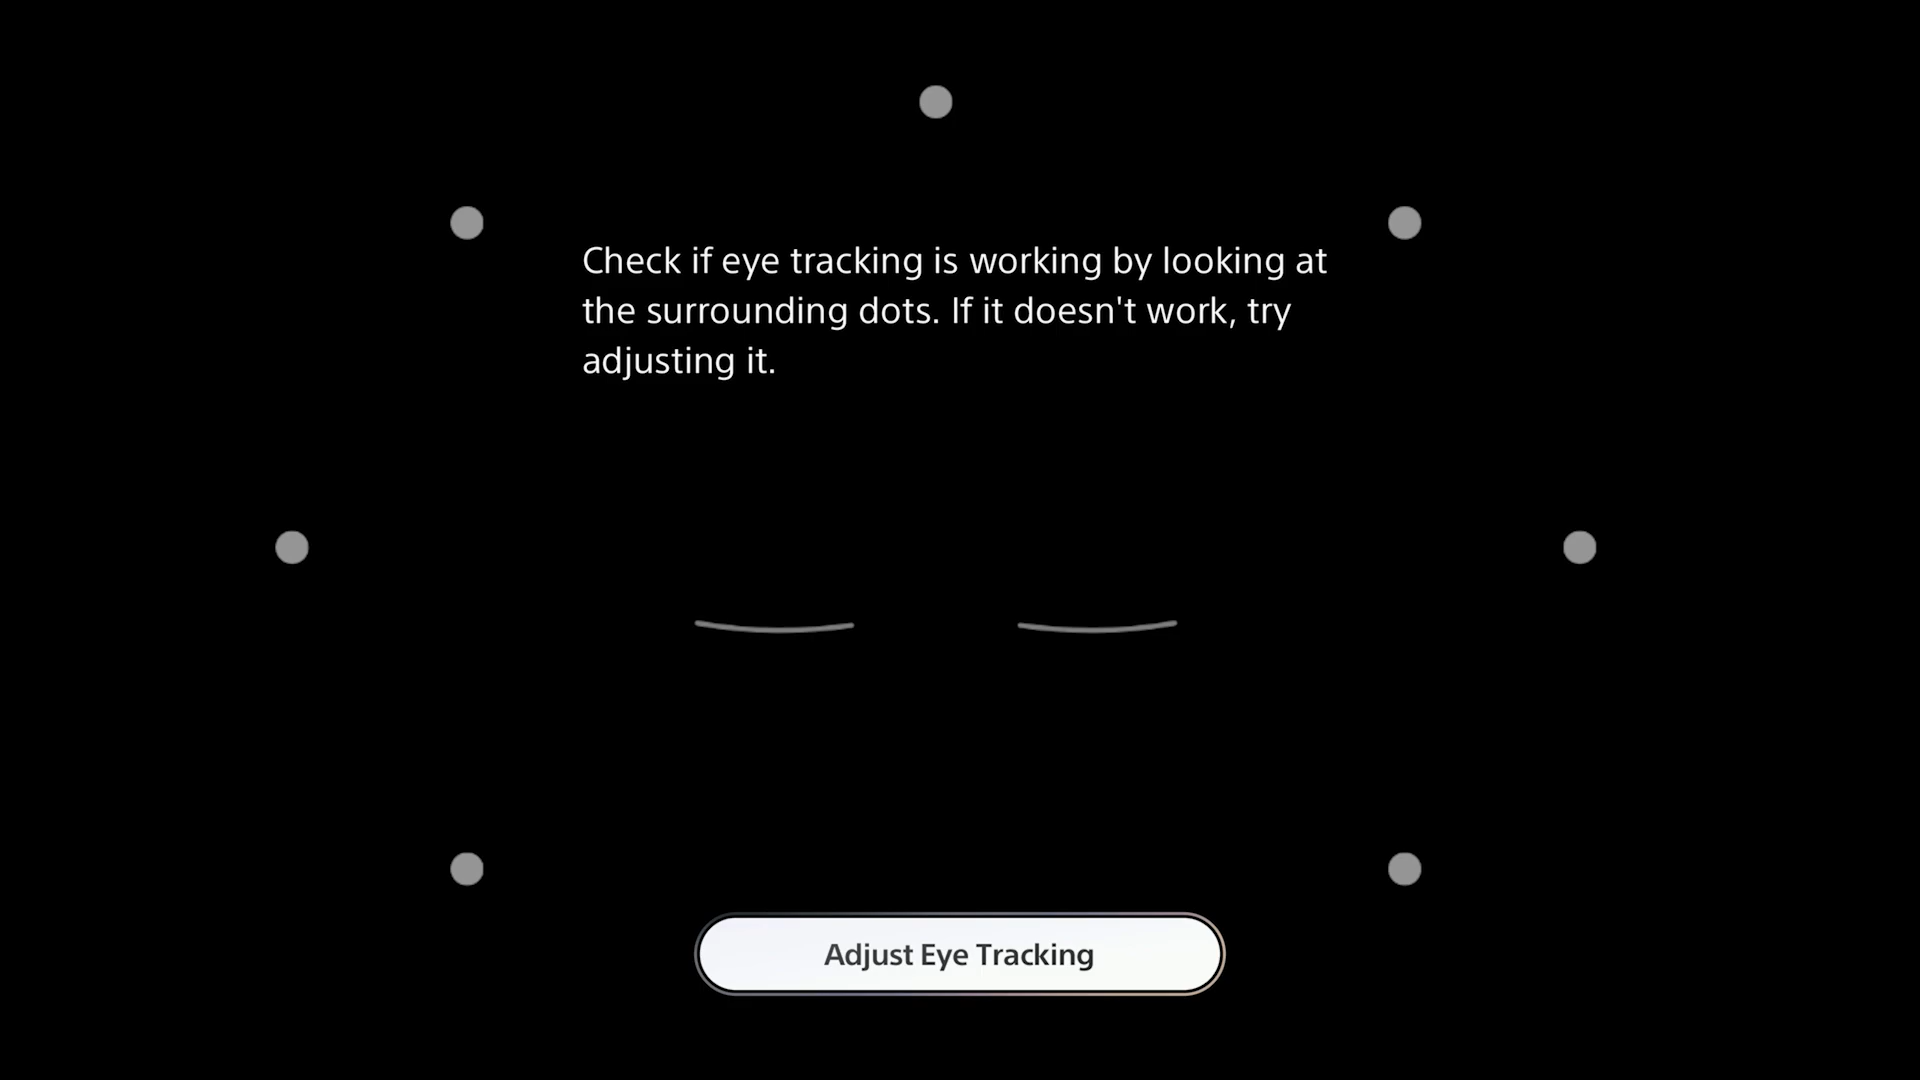 Check if eye tracking is working by looking at
the surrounding dots. If it doesn't work, try
adjusting it.
Adjust Eye Tracking